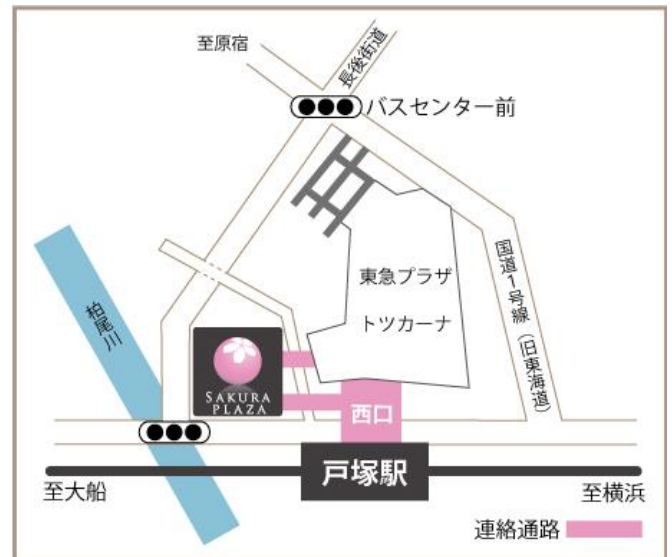 至原宿
長後街道
バスセンター前
東急プラザ
トツカーナ
国道1号線（旧東海道）
柏尾川
SAKURA
PLAZA
西口
戸塚駅
至大船
至横浜
連絡通路